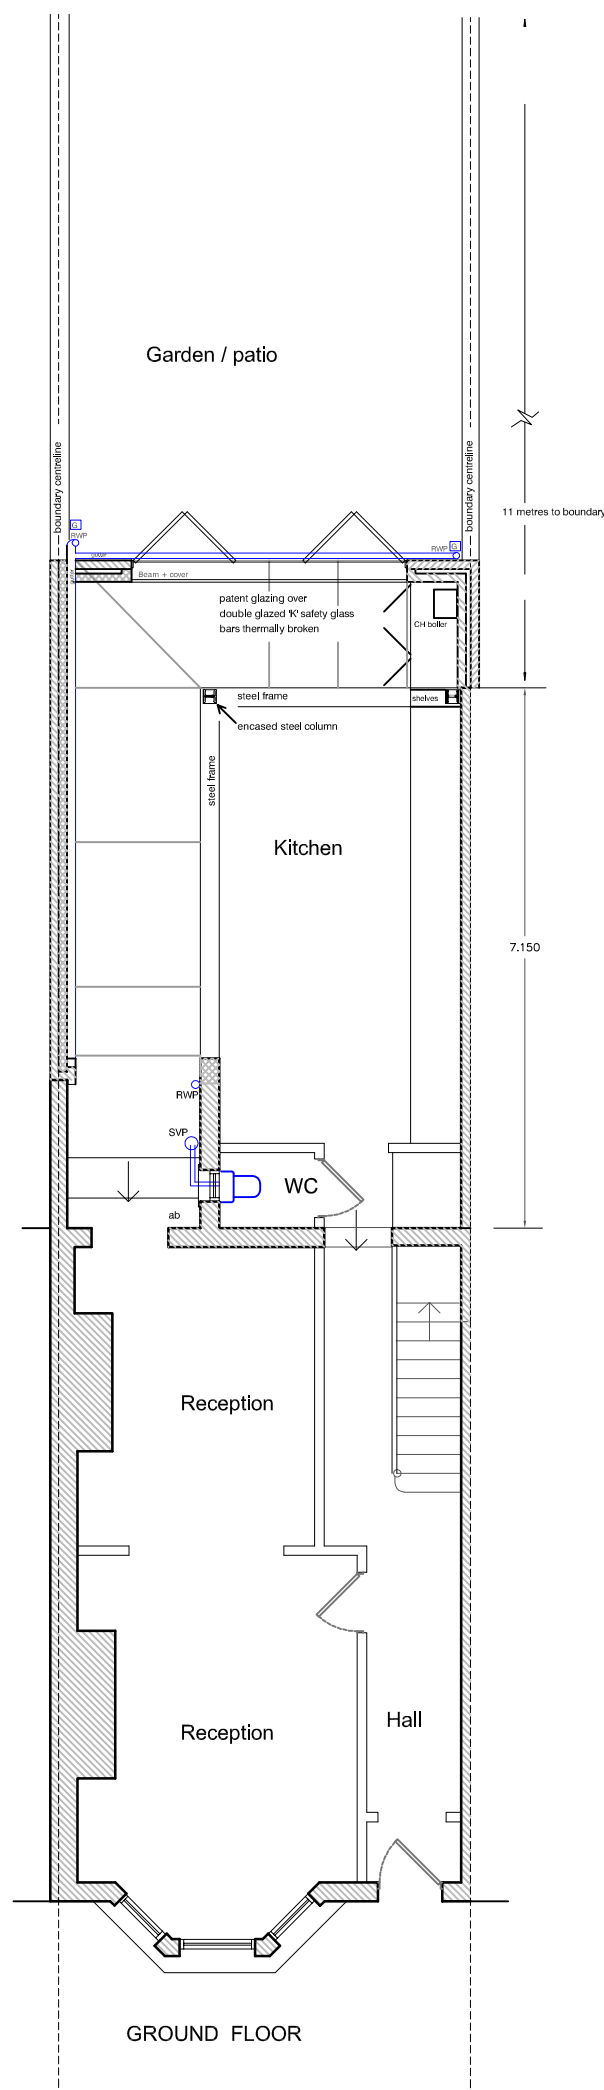 Garden / patio
boundary centreline
boundary centreline
11 metres to boundary
G
RWP
RWP
G
gutter
gutter
Beam + cover
patent glazing over
double glazed 'K' safety glass
bars thermally broken
CH boiler
steel frame
shelves
encased steel column
steel frame
Kitchen
7.150
RWP
SVP
WC
ab
Reception
Hall
Reception
GROUND FLOOR